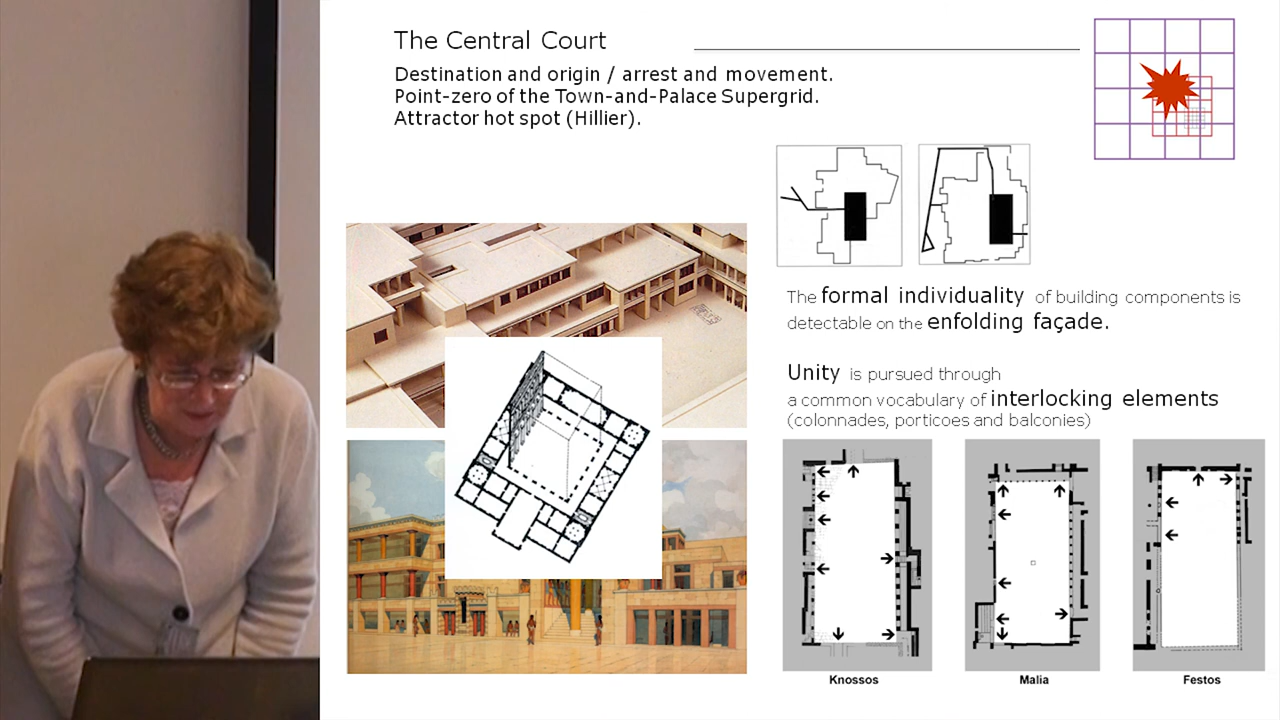 The Central Court
Destination and origin / arrest and movement.
Point-zero of the Town-and-Palace Supergrid.
Attractor hot spot (Hillier).
The formal individuality of building components is
detectable on the enfolding façade.
Unity is pursued through
a common vocabulary of interlocking elements
(colonnades, porticoes and balconies)
Knossos
Malia
Festos